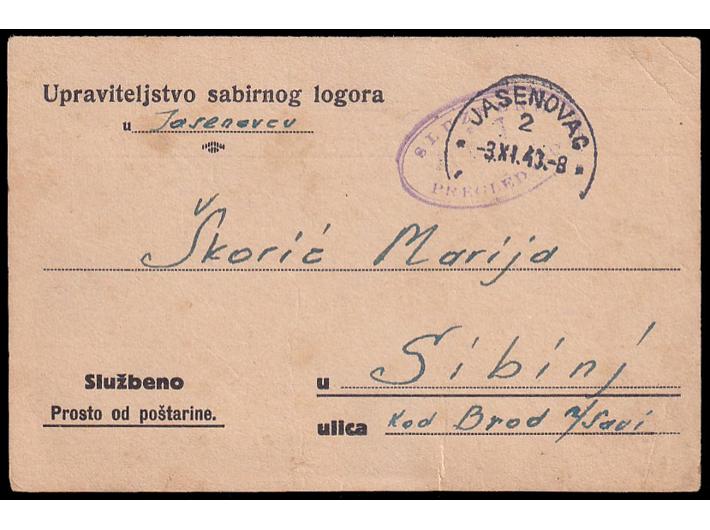 Upraviteljstvo sabirnog logora
u Jasenovcu
JASENOVAC
2
-3.XI.43.-8
PREGLED
Škorić Marija
Službeno
Prosto od poštarine.
u Sibinj
ulica Kod Brod n/Savi